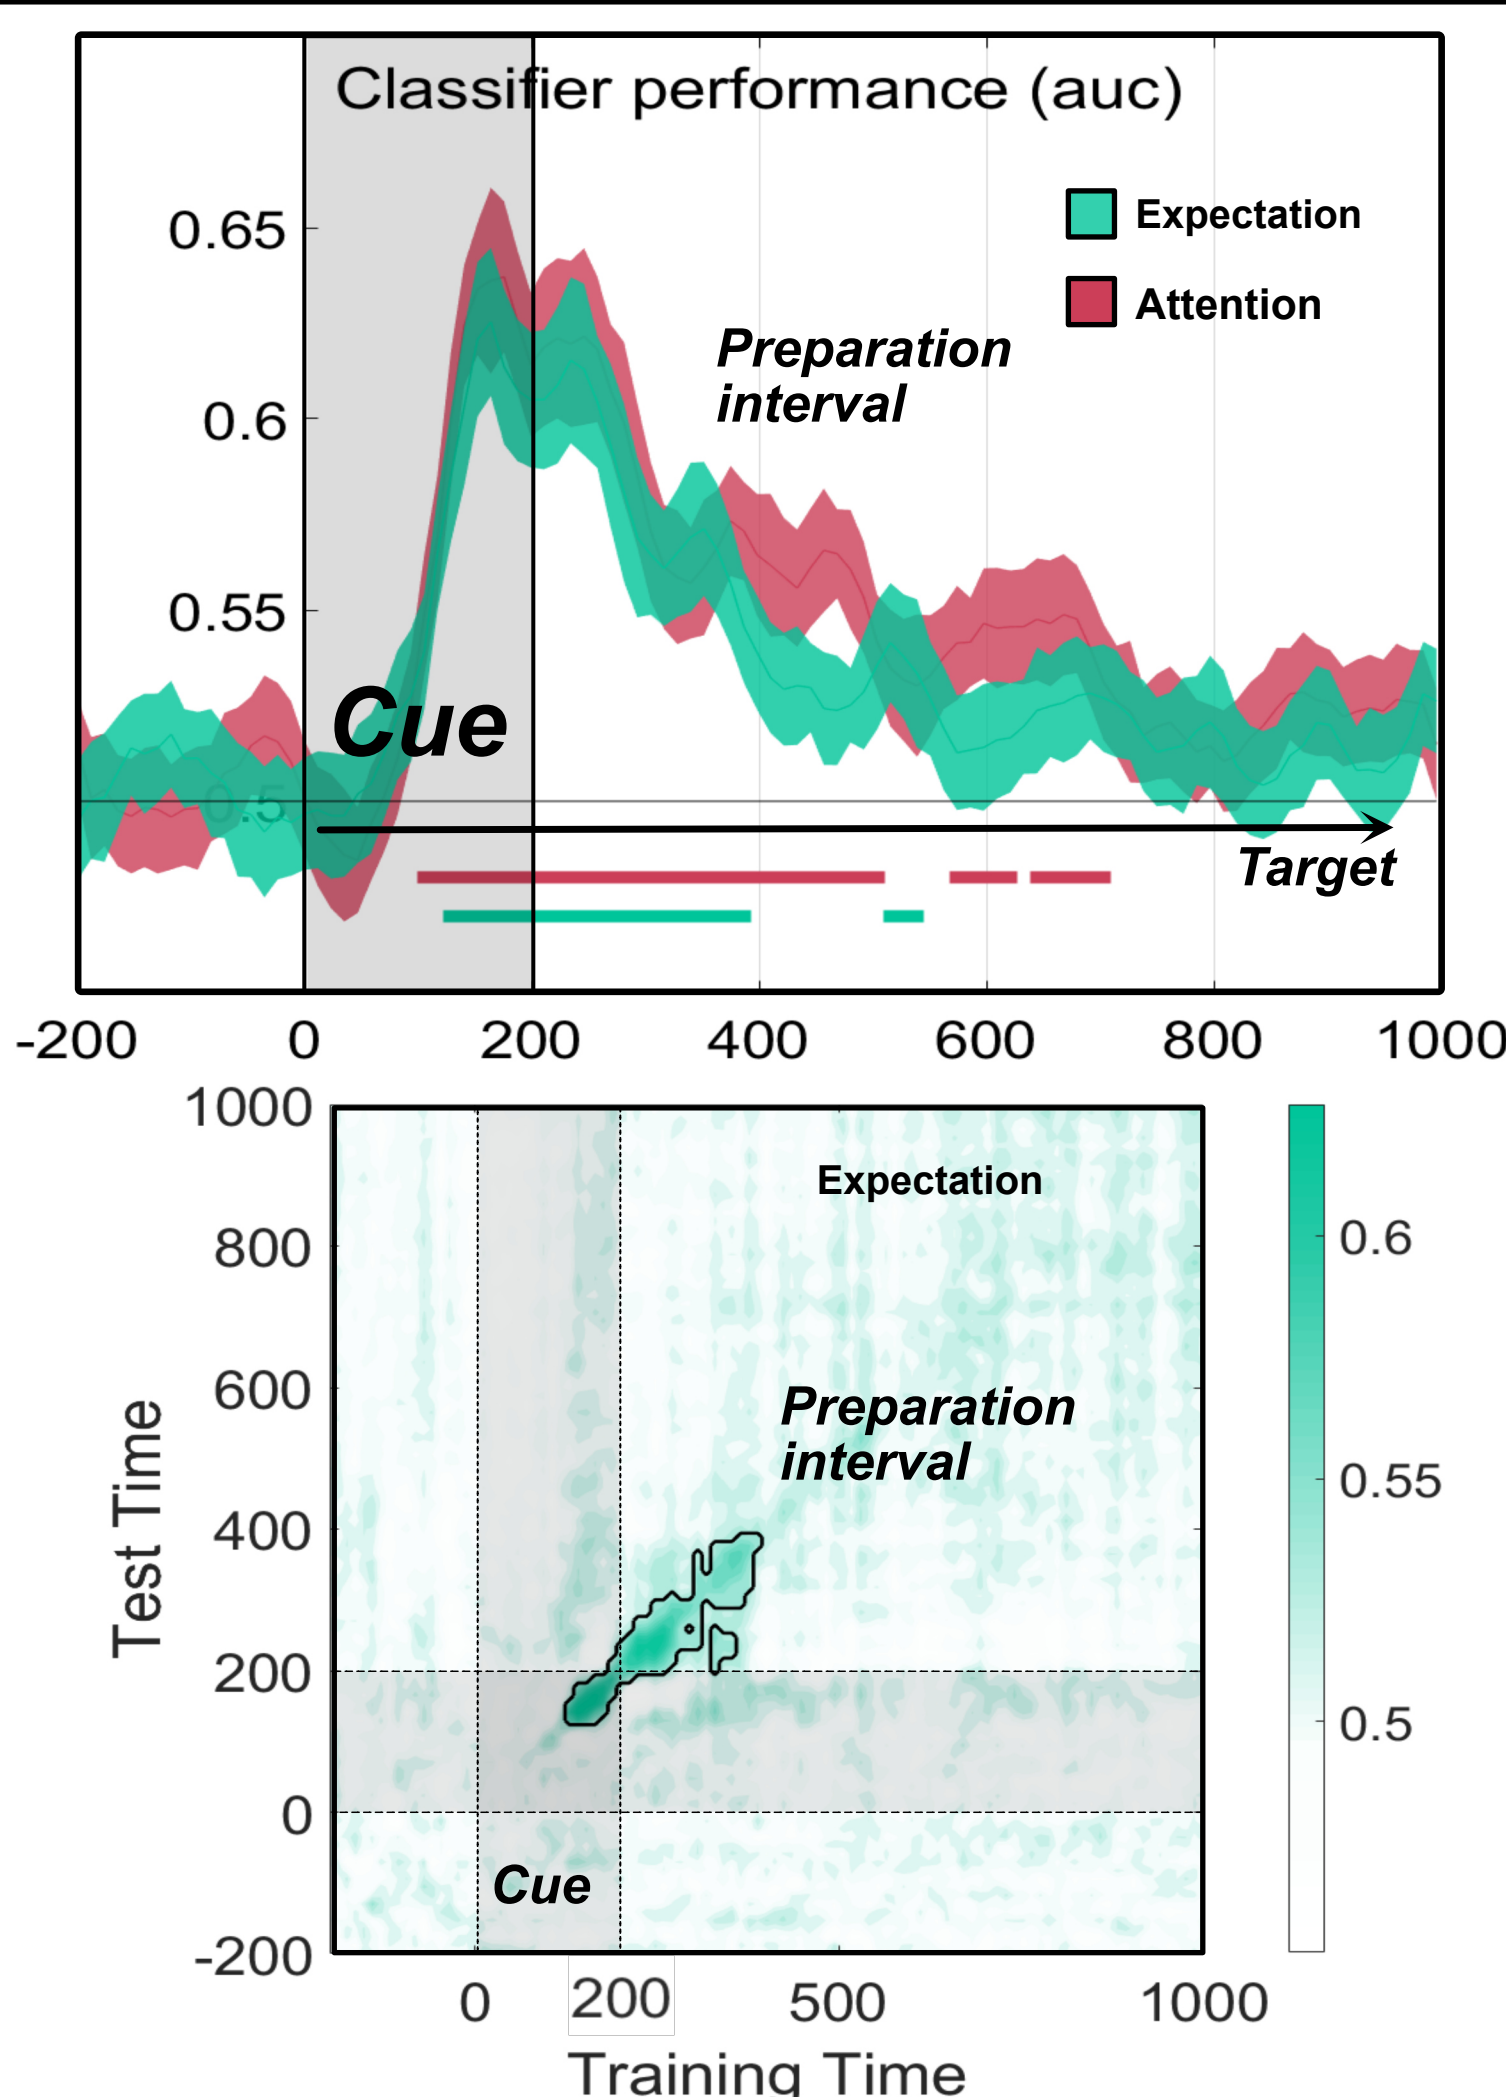 Classifier performance (auc)
0.65
Expectation
Attention
Preparation
interval
0.6
0.55
Cue
0.5
Target
-200 0 200 400 600 800 1000
1000
Expectation
800
0.6
600
Preparation
interval
0.55
Test Time
400
200
0.5
0
Cue
-200
0 200 500 1000
Training Time